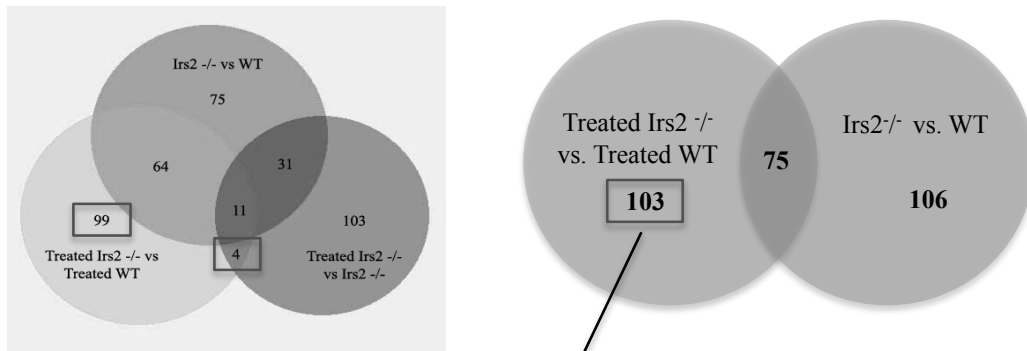 Irs2 -/- vs WT
75
64
31
11
99
103
4
Treated Irs2 -/- vs
Treated WT
Treated Irs2 -/-
vs Irs2 -/-
Treated Irs2 -/-
vs. Treated WT
103
75
Irs2-/- vs. WT
106